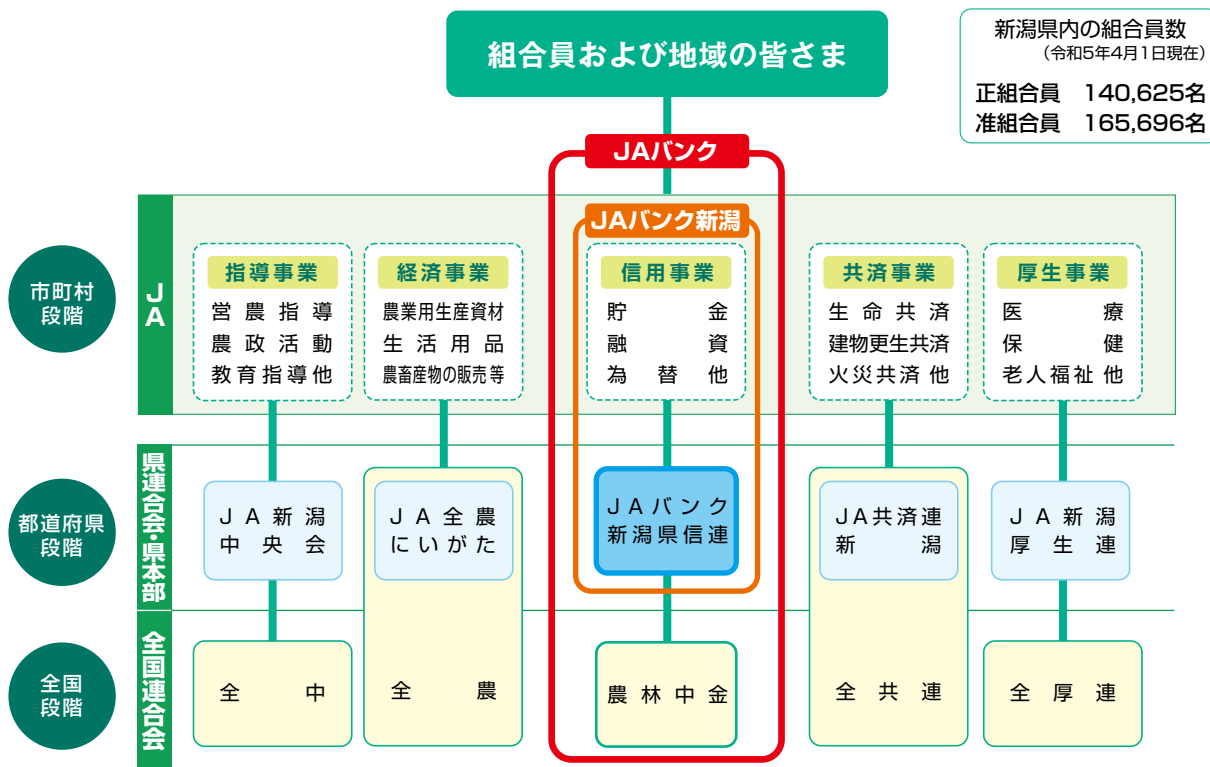 組合員および地域の皆さま
新潟県内の組合員数
(令和5年4月1日現在)
正組合員 140,625名
准組合員 165,696名
JAバンク
JAバンク新潟
市町村
段階
JA
指導事業
営農指導
農政活動
教育指導他
経済事業
農業用生産資材
生活用品
農畜産物の販売等
信用事業
貯金
融資
為替他
共済事業
生命共済
建物更生共済
火災共済他
厚生事業
医療
保健
老人福祉他
都道府県
段階
県連合会・県本部
JA新潟
中央会
JA全農
にいがた
JAバンク
新潟県信連
JA共済連
新潟
JA新潟
厚生連
全国
段階
全国連合会
全中
全農
農林中金
全共連
全厚連